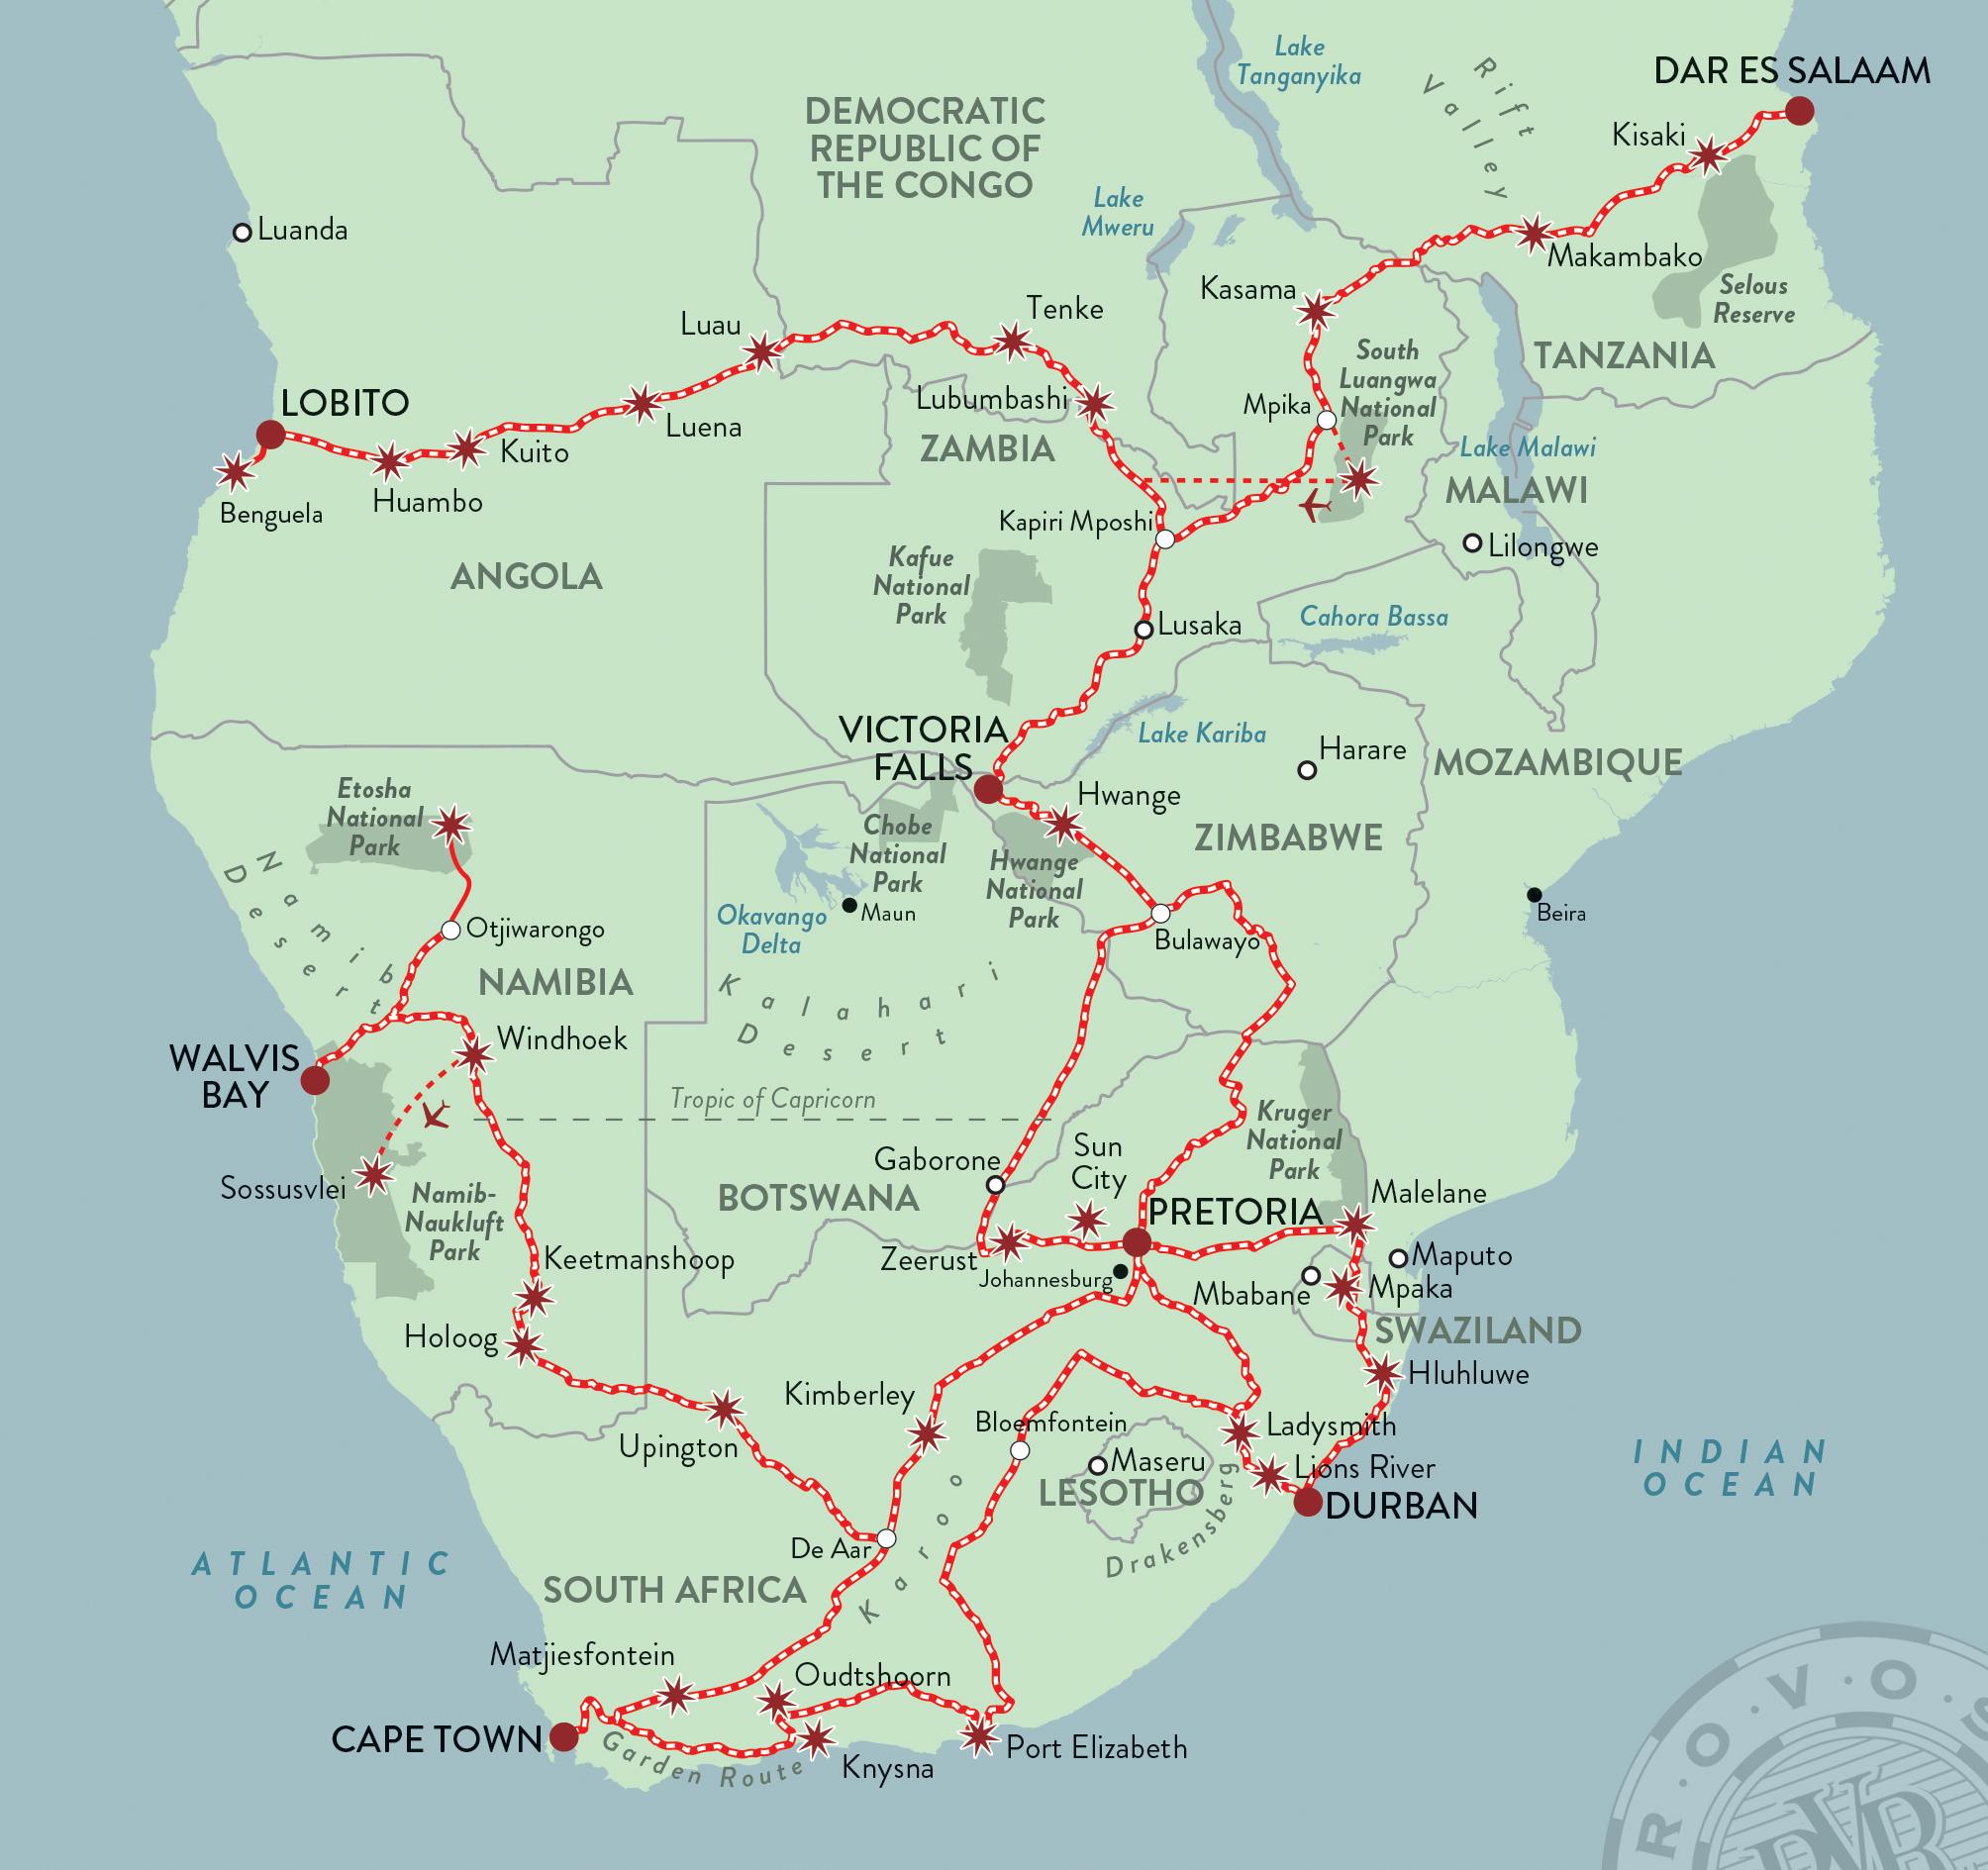 Lake
Tanganyika
Rift
Valley
DAR ES SALAAM
DEMOCRATIC
REPUBLIC OF
THE CONGO
Kisaki
Lake
Mweru
Luanda
Makambako
Selous
Reserve
Kasama
Tenke
Luau
South
Luangwa
National
Park
TANZANIA
LOBITO
Lubumbashi
Mpika
Luena
ZAMBIA
Kuito
Lake Malawi
MALAWI
Huambo
Benguela
Kapiri Mposhi
Lilongwe
Kafue
National
Park
ANGOLA
Lusaka
Cahora Bassa
VICTORIA
FALLS
Lake Kariba
Harare
MOZAMBIQUE
Etosha
National
Park
Hwange
Chobe
National
Park
ZIMBABWE
Hwange
National
Park
Namib
Desert
Okavango
Delta
Maun
Beira
Otjiwarongo
Bulawayo
NAMIBIA
Kalahari
Desert
Windhoek
WALVIS
BAY
Tropic of Capricorn
Kruger
National
Park
Sun
City
Gaborone
Sossusvlei
Namib-
Naukluft
Park
BOTSWANA
PRETORIA
Malelane
Keetmanshoop
Zeerust
Johannesburg
Maputo
Mbabane
Mpaka
Holoog
SWAZILAND
Hluhluwe
Kimberley
Bloemfontein
Ladysmith
Upington
Maseru
Lions River
LESOTHO
DURBAN
INDIAN
OCEAN
Karoo
Drakensberg
De Aar
ATLANTIC
OCEAN
SOUTH AFRICA
Matjiesfontein
Oudtshoorn
CAPE TOWN
Garden Route
Knysna
Port Elizabeth
R·O·V·O·S